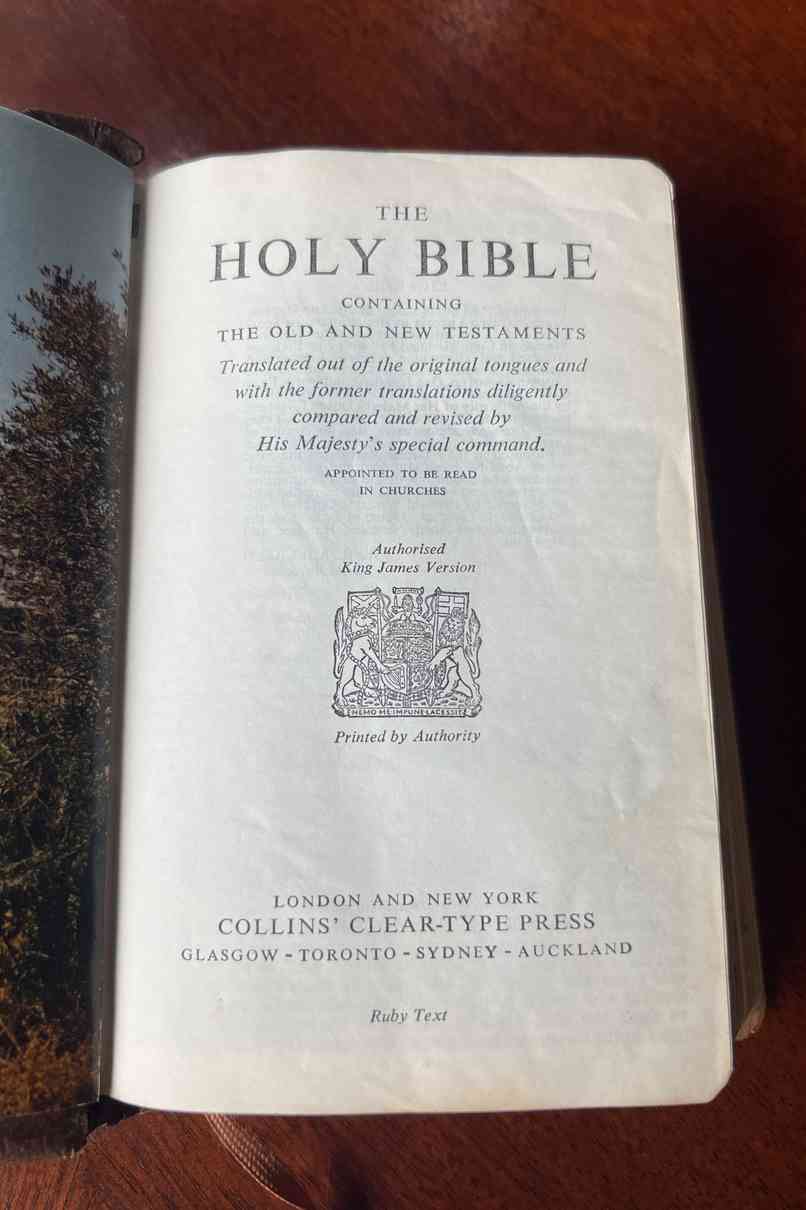 THE
HOLY BIBLE
CONTAINING
THE OLD AND NEW TESTAMENTS
Translated out of the original tongues and
with the former translations diligently
compared and revised by
His Majesty's special command.
APPOINTED TO BE READ
IN CHURCHES
Authorised
King James Version
NEMO ME IMPUNE LACESSIT
Printed by Authority
LONDON AND NEW YORK
COLLINS' CLEAR-TYPE PRESS
GLASGOW - TORONTO - SYDNEY - AUCKLAND
Ruby Text